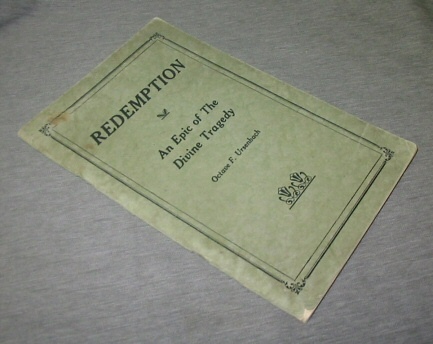 REDEMPTION
An Epic of The
Divine Tragedy
Octave F. Ursenbach